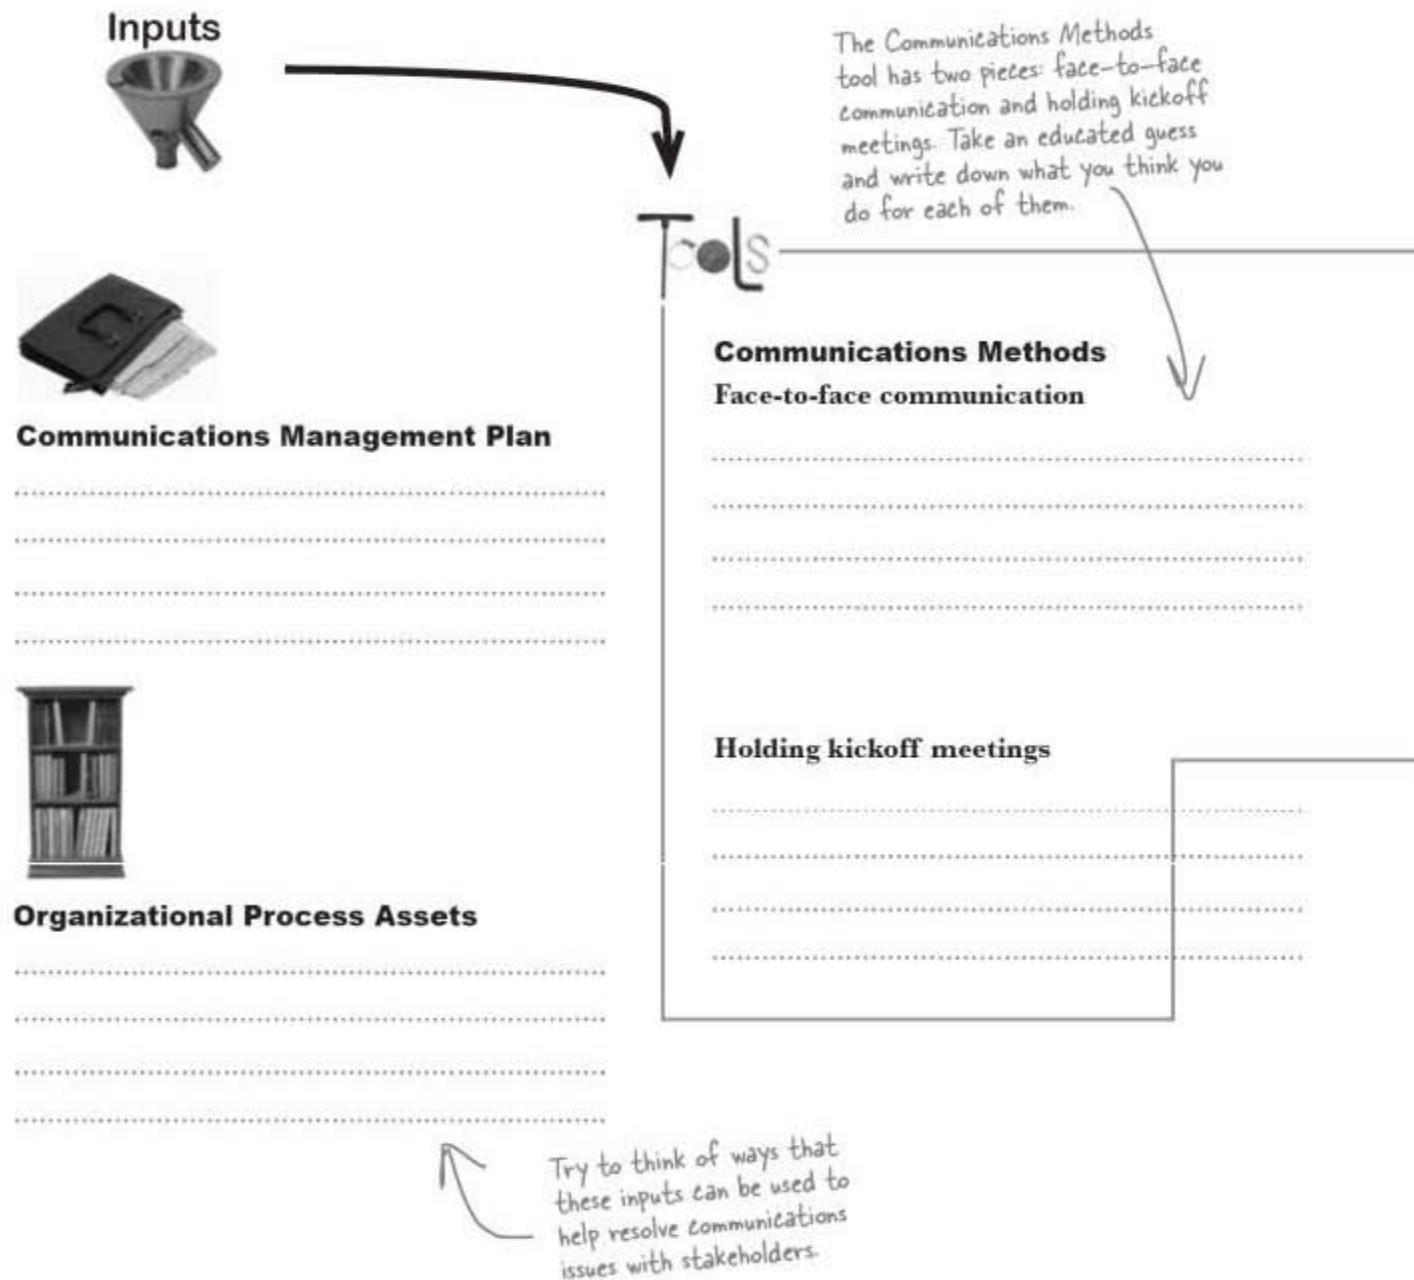 Inputs
The Communications Methods
tool has two pieces: face-to-face
communication and holding kickoff
meetings. Take an educated guess
and write down what you think you
do for each of them.
Tools
Communications Management Plan
Organizational Process Assets
Try to think of ways that
these inputs can be used to
help resolve communications
issues with stakeholders.
Communications Methods
Face-to-face communication
Holding kickoff meetings